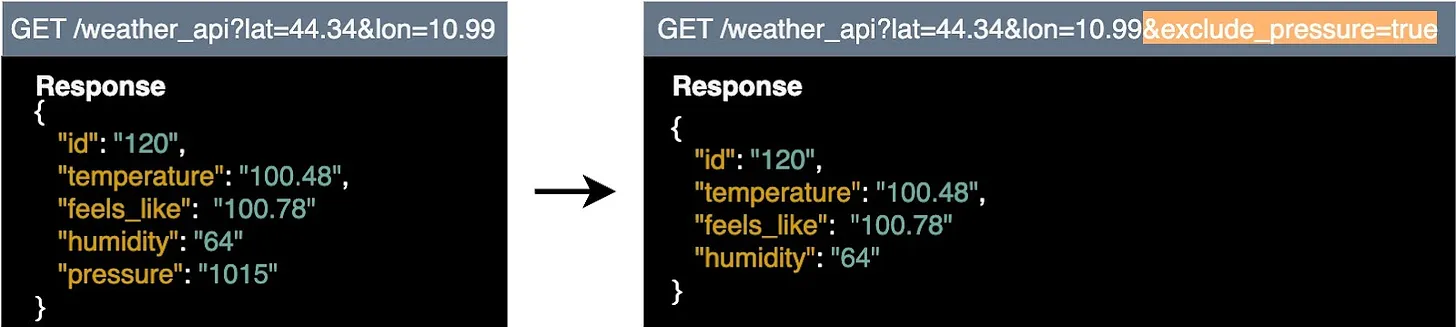 GET /weather_api?lat=44.34&lon=10.99
Response
{
"id": "120",
"temperature": "100.48",
"feels_like":  "100.78"
"humidity": "64"
"pressure": "1015"
}
GET /weather_api?lat=44.34&lon=10.99&exclude_pressure=true
Response
{
"id": "120",
"temperature": "100.48",
"feels_like":  "100.78"
"humidity": "64"
}